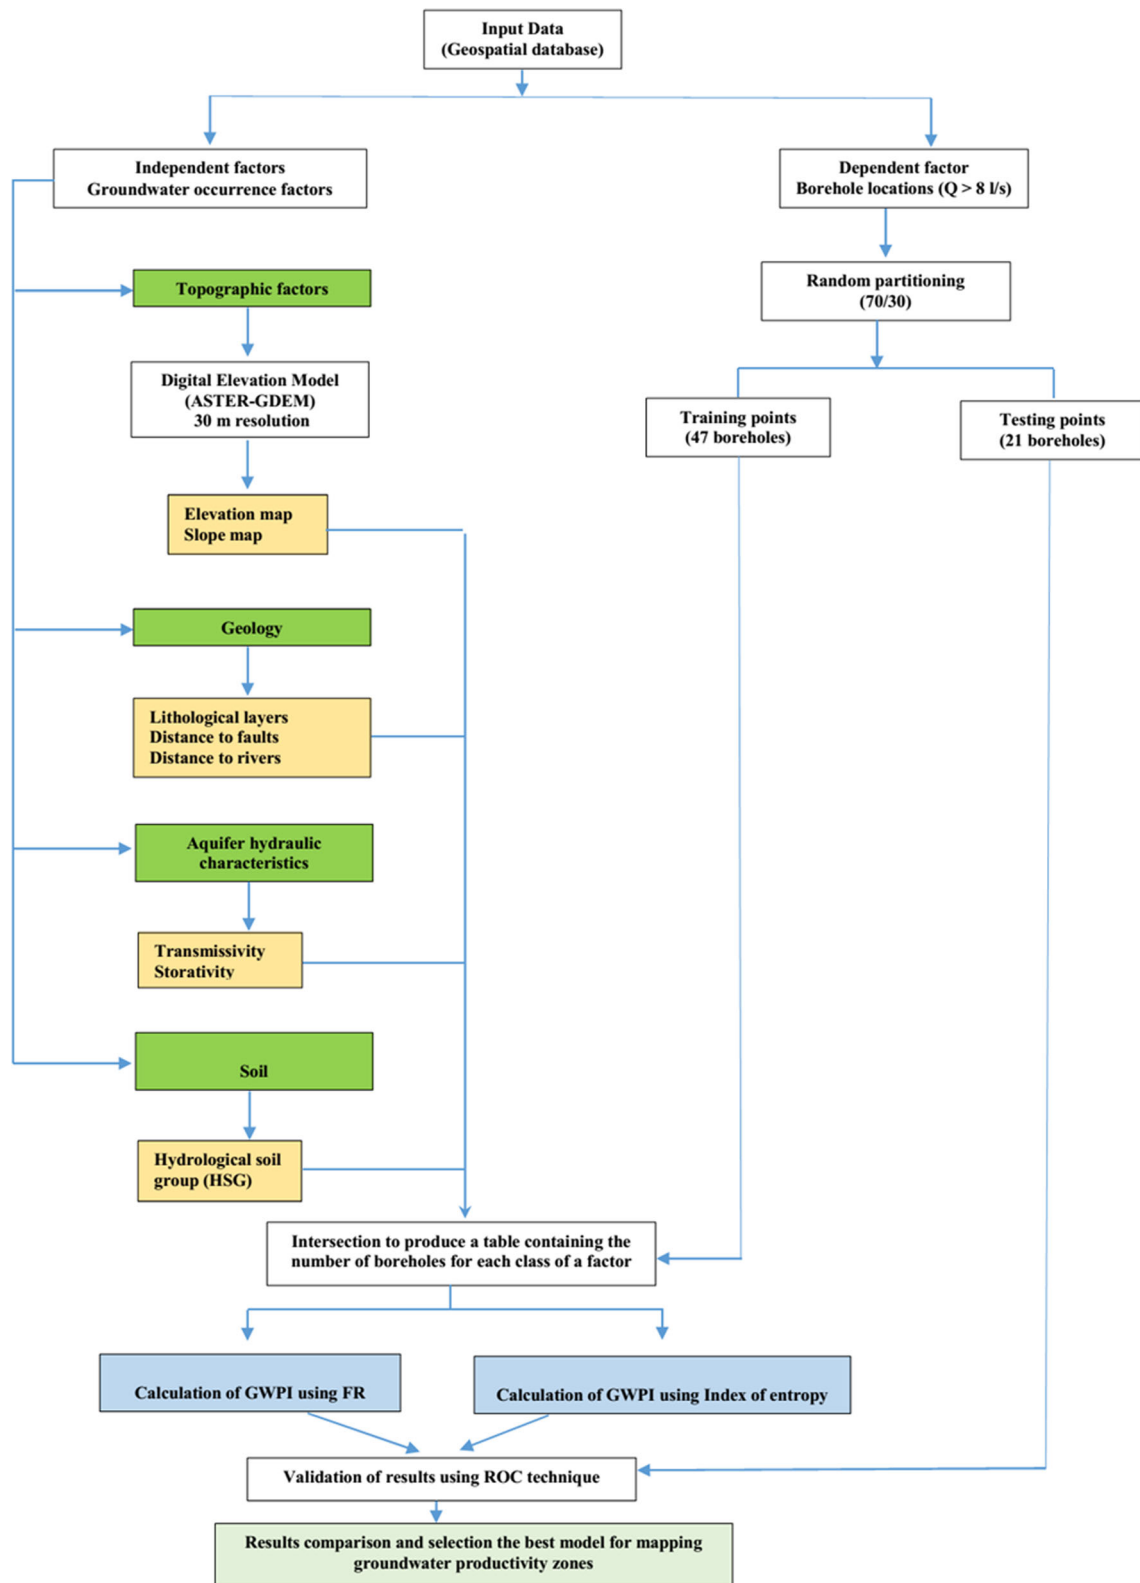 Input Data
(Geospatial database)
Independent factors
Groundwater occurrence factors
Dependent factor
Borehole locations (Q > 8 l/s)
Topographic factors
Random partitioning
(70/30)
Digital Elevation Model
(ASTER-GDEM)
30 m resolution
Training points
(47 boreholes)
Testing points
(21 boreholes)
Elevation map
Slope map
Geology
Lithological layers
Distance to faults
Distance to rivers
Aquifer hydraulic
characteristics
Transmissivity
Storativity
Soil
Hydrological soil
group (HSG)
Intersection to produce a table containing the
number of boreholes for each class of a factor
Calculation of GWPI using FR
Calculation of GWPI using Index of entropy
Validation of results using ROC technique
Results comparison and selection the best model for mapping
groundwater productivity zones